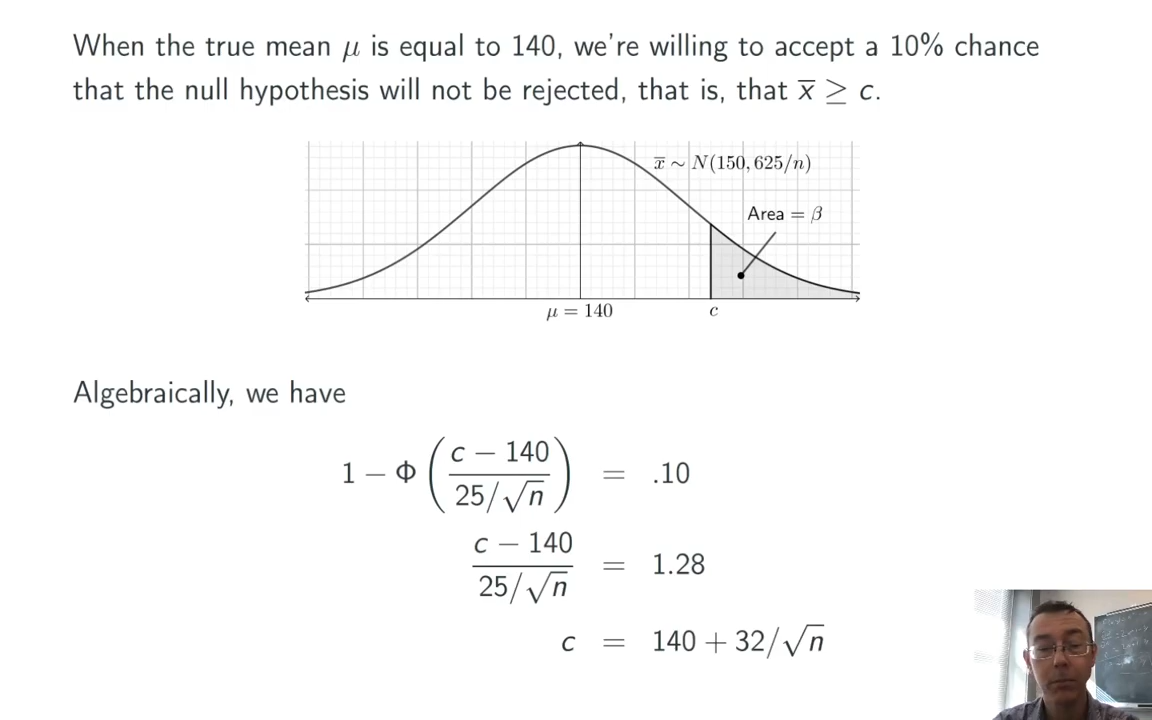 When the true mean μ is equal to 140, we're willing to accept a 10% chance
that the null hypothesis will not be rejected, that is, that x̅ ≥ c.
x̅ ∼ N(150, 625/n)
Area = β
μ = 140
c
Algebraically, we have
1 − Φ((c − 140)/(25/√n)) = .10
(c − 140)/(25/√n) = 1.28
c = 140 + 32/√n